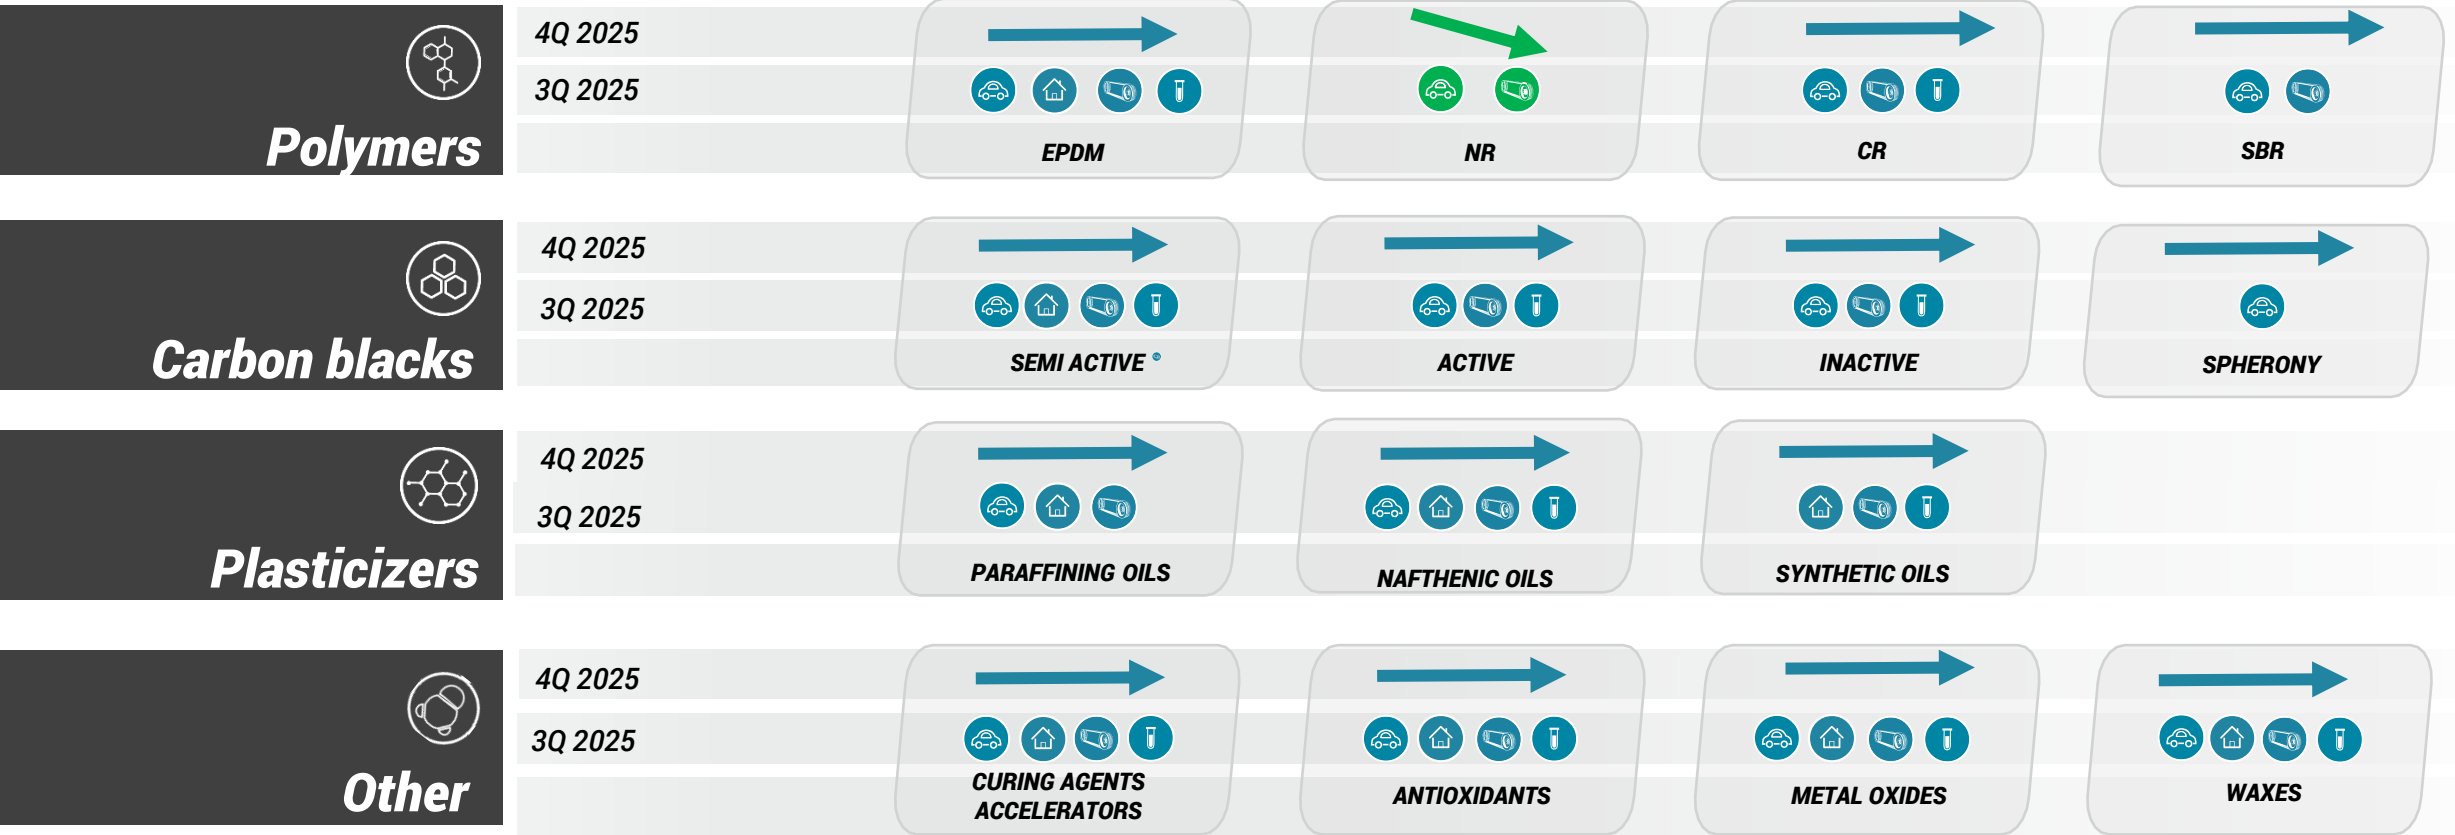 4Q 2025
3Q 2025
Polymers
EPDM
NR
CR
SBR
4Q 2025
3Q 2025
Carbon blacks
SEMI ACTIVE
ACTIVE
INACTIVE
SPHERONY
4Q 2025
3Q 2025
Plasticizers
PARAFFINING OILS
NAFTHENIC OILS
SYNTHETIC OILS
4Q 2025
3Q 2025
Other
CURING AGENTS
ACCELERATORS
ANTIOXIDANTS
METAL OXIDES
WAXES